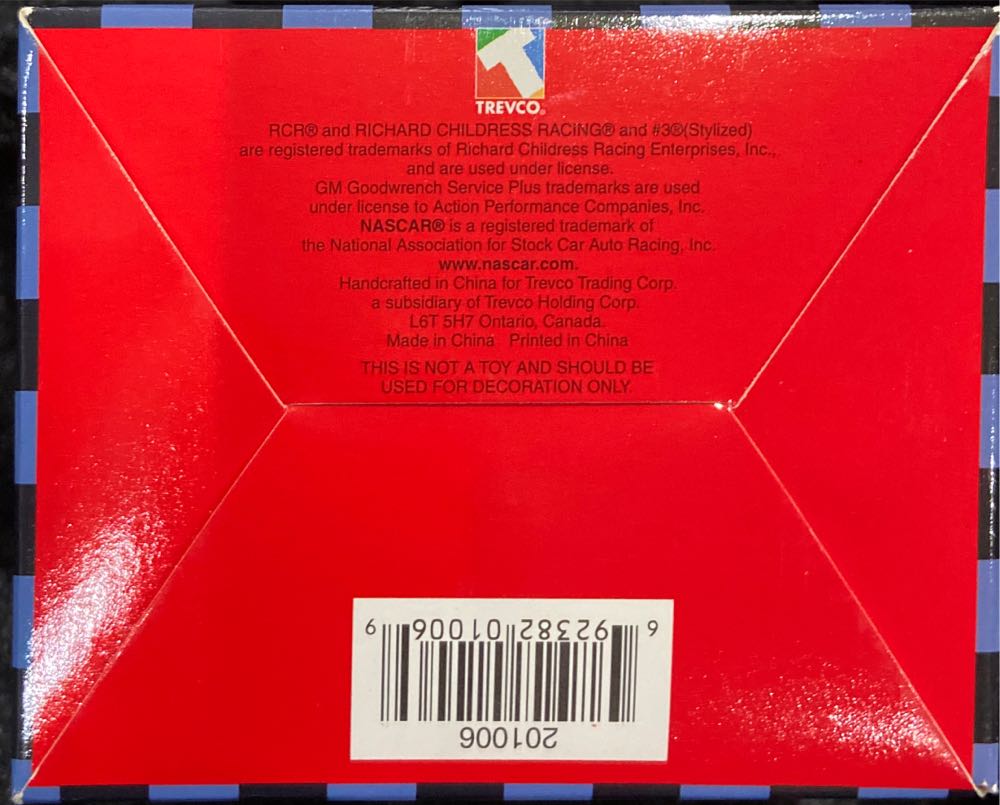 TREVCO®
RCR® and RICHARD CHILDRESS RACiNG® and #3®(Stylized)
are registered trademarks of Richard Childress Racing Enterprises, Inc.,
and are used under license.
GM Goodwrench Service Plus trademarks are used
under license to Action Performance Companies, Inc.
NASCAR® is a registered trademark of
the National Association for Stock Car Auto Racing, Inc.
www.nascar.com.
Handcrafted in China for Trevco Trading Corp.
a subsidiary of Trevco Holding Corp.
L6T 5H7 Ontario, Canada.
Made in China Printed in China
THIS IS NOT A TOY AND SHOULD BE
USED FOR DECORATION ONLY.
201006
6 92382 01006 9